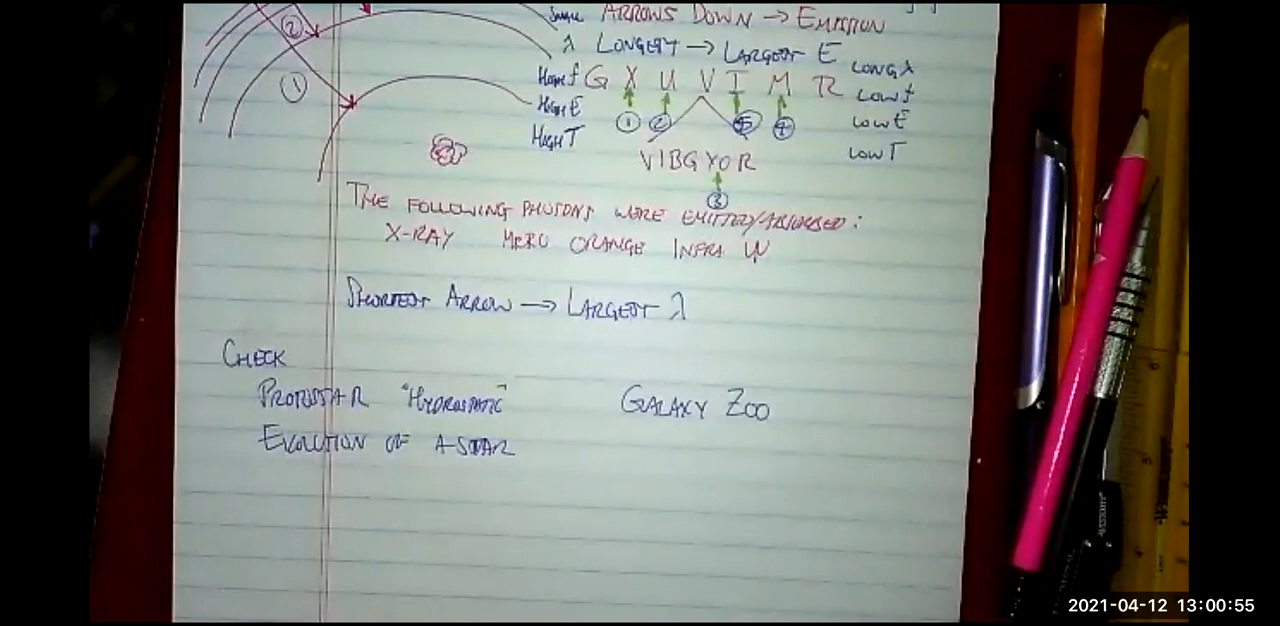 ② ARROWS DOWN → EMISSION
λ LONGEST → LARGEST E
HIGH f G X U V I M R LONG λ
LOW f
① HIGH E ① ② ⑤ ④ LOW E
HIGH T LOW T
VIBGYOR
③
THE FOLLOWING PHOTONS WERE EMITTED/ABSORBED:
X-RAY MICRO ORANGE INFRA UV
SHORTEST ARROW → LARGEST λ
CHECK
PROTOSTAR "HYDROSTATIC" GALAXY ZOO
EVOLUTION OF A STAR
2021-04-12 13:00:55